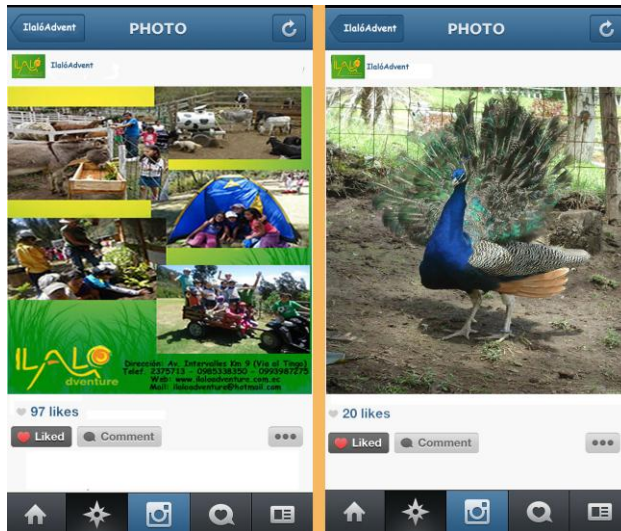 IlalóAdvent
PHOTO
IlalóAdvent
ILALO
dventure
Dirección: Av. Intervalles Km 9 (Vía al Tingo)
Telef. 2375713 - 0985338350 - 0993987275
Web: www.ilaloadventure.com.ec
Mail: ilaloadventure@hotmail.com
97 likes
Liked
Comment
IlalóAdvent
PHOTO
IlalóAdvent
20 likes
Liked
Comment